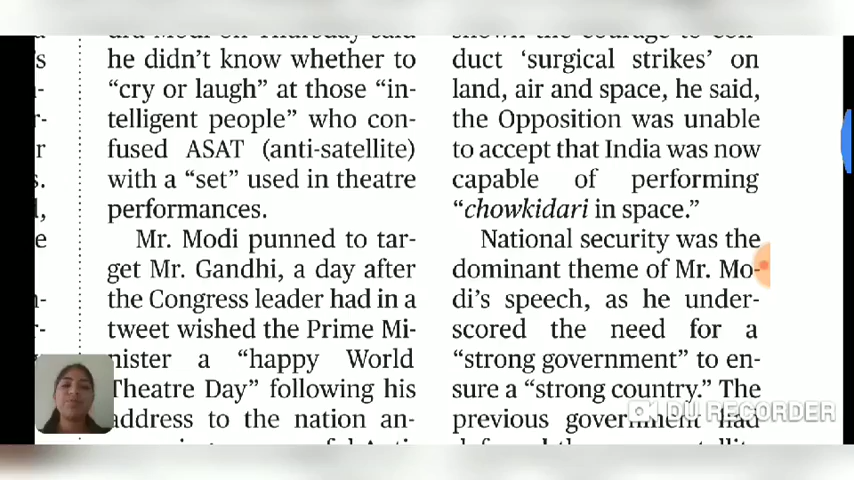 's
he didn't know whether to
"cry or laugh" at those "in-
telligent people" who con-
fused ASAT (anti-satellite)
with a "set" used in theatre
performances.
Mr. Modi punned to tar-
get Mr. Gandhi, a day after
the Congress leader had in a
tweet wished the Prime Mi-
nister a "happy World
Theatre Day" following his
address to the nation an-
duct 'surgical strikes' on
land, air and space, he said,
the Opposition was unable
to accept that India was now
capable of performing
"chowkidari in space."
National security was the
dominant theme of Mr. Mo-
di's speech, as he under-
scored the need for a
"strong government" to en-
sure a "strong country." The
previous government had
DU RECORDER